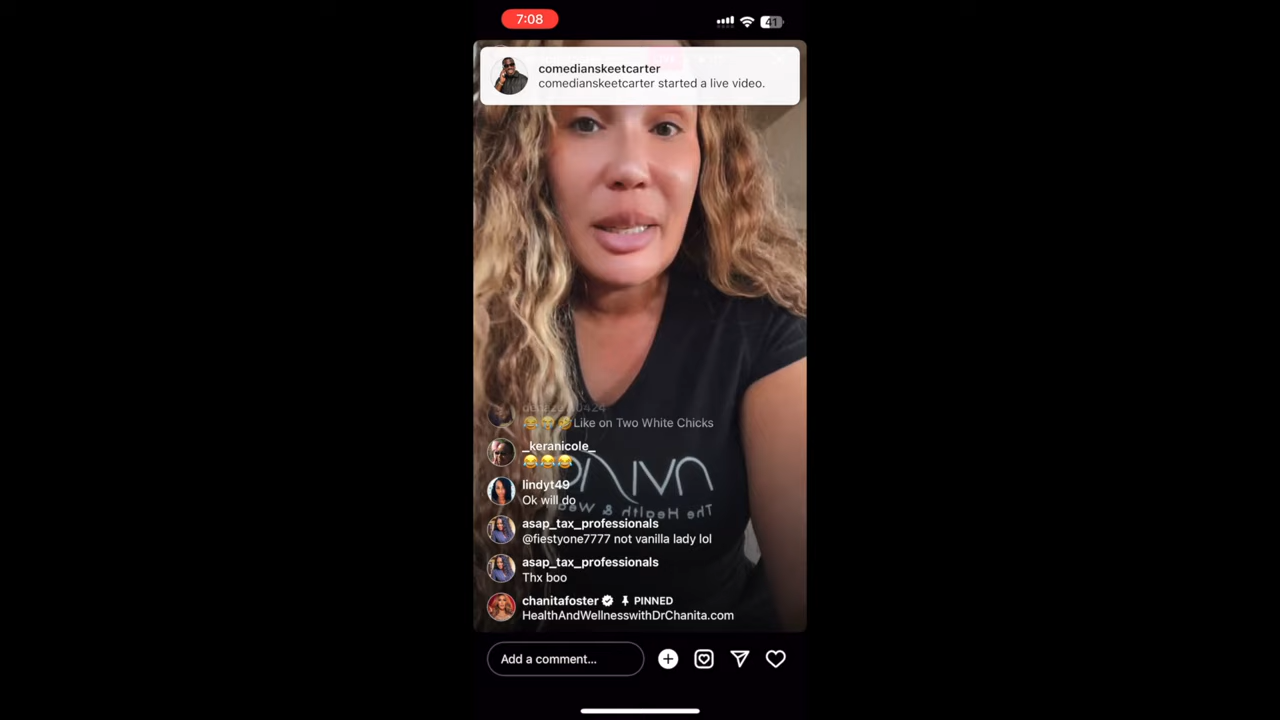 7:08
41
comedianskeetcarter
comedianskeetcarter started a live video.
😂😂🤣Like on Two White Chicks
_keranicole_
😂😂😂
lindyt49
Ok will do
asap_tax_professionals
@fiestyone7777 not vanilla lady lol
asap_tax_professionals
Thx boo
chanitafoster PINNED
HealthAndWellnesswithDrChanita.com
Add a comment...